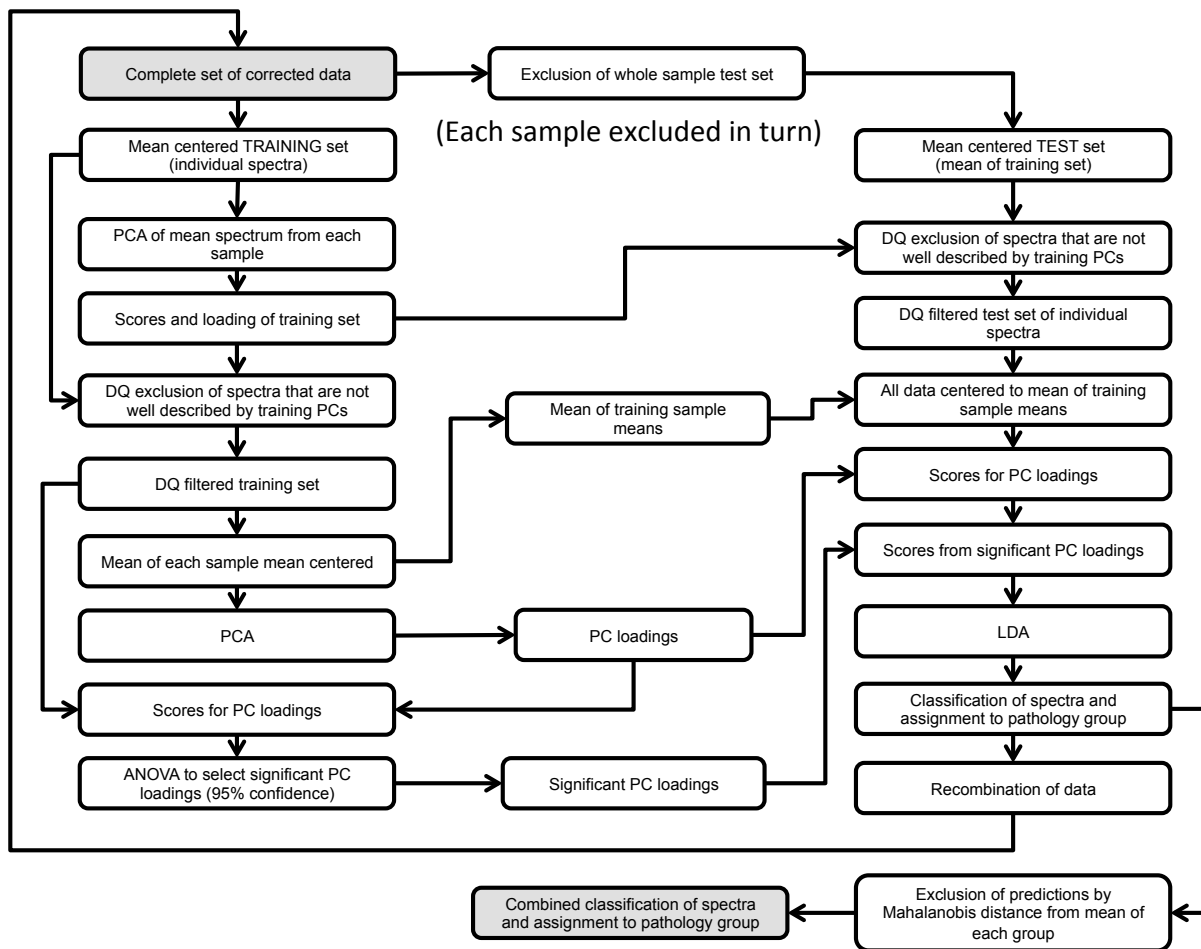 Complete set of corrected data
Exclusion of whole sample test set
(Each sample excluded in turn)
Mean centered TRAINING set
(individual spectra)
Mean centered TEST set
(mean of training set)
PCA of mean spectrum from each
sample
DQ exclusion of spectra that are not
well described by training PCs
Scores and loading of training set
DQ filtered test set of individual
spectra
DQ exclusion of spectra that are not
well described by training PCs
Mean of training sample
means
All data centered to mean of training
sample means
DQ filtered training set
Scores for PC loadings
Mean of each sample mean centered
Scores from significant PC loadings
PCA
PC loadings
LDA
Scores for PC loadings
Classification of spectra and
assignment to pathology group
ANOVA to select significant PC
loadings (95% confidence)
Significant PC loadings
Recombination of data
Combined classification of spectra
and assignment to pathology group
Exclusion of predictions by
Mahalanobis distance from mean of
each group